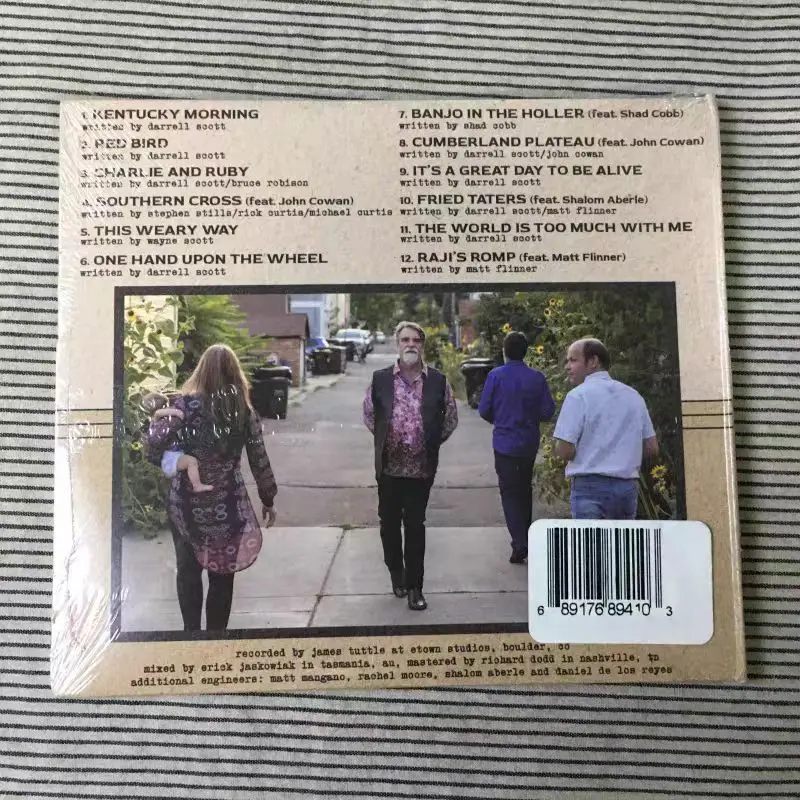 1. KENTUCKY MORNING
written by darrell scott
2. RED BIRD
written by darrell scott
3. CHARLIE AND RUBY
written by darrell scott/bruce robison
4. SOUTHERN CROSS (feat. John Cowan)
written by stephen stills/rick curtis/michael curtis
5. THIS WEARY WAY
written by wayne scott
6. ONE HAND UPON THE WHEEL
written by darrell scott
7. BANJO IN THE HOLLER (feat. Shad Cobb)
written by shad cobb
8. CUMBERLAND PLATEAU (feat. John Cowan)
written by darrell scott/john cowan
9. IT'S A GREAT DAY TO BE ALIVE
written by darrell scott
10. FRIED TATERS (feat. Shalom Aberle)
written by darrell scott/matt flinner
11. THE WORLD IS TOO MUCH WITH ME
written by darrell scott
12. RAJI'S ROMP (feat. Matt Flinner)
written by matt flinner
6 89176 89410 3
recorded by james tuttle at etown studios, boulder, co
mixed by erick jaskowiak in tasmania, au, mastered by richard dodd in nashville, tn
additional engineers: matt mangano, rachel moore, shalom aberle and daniel de los reyes